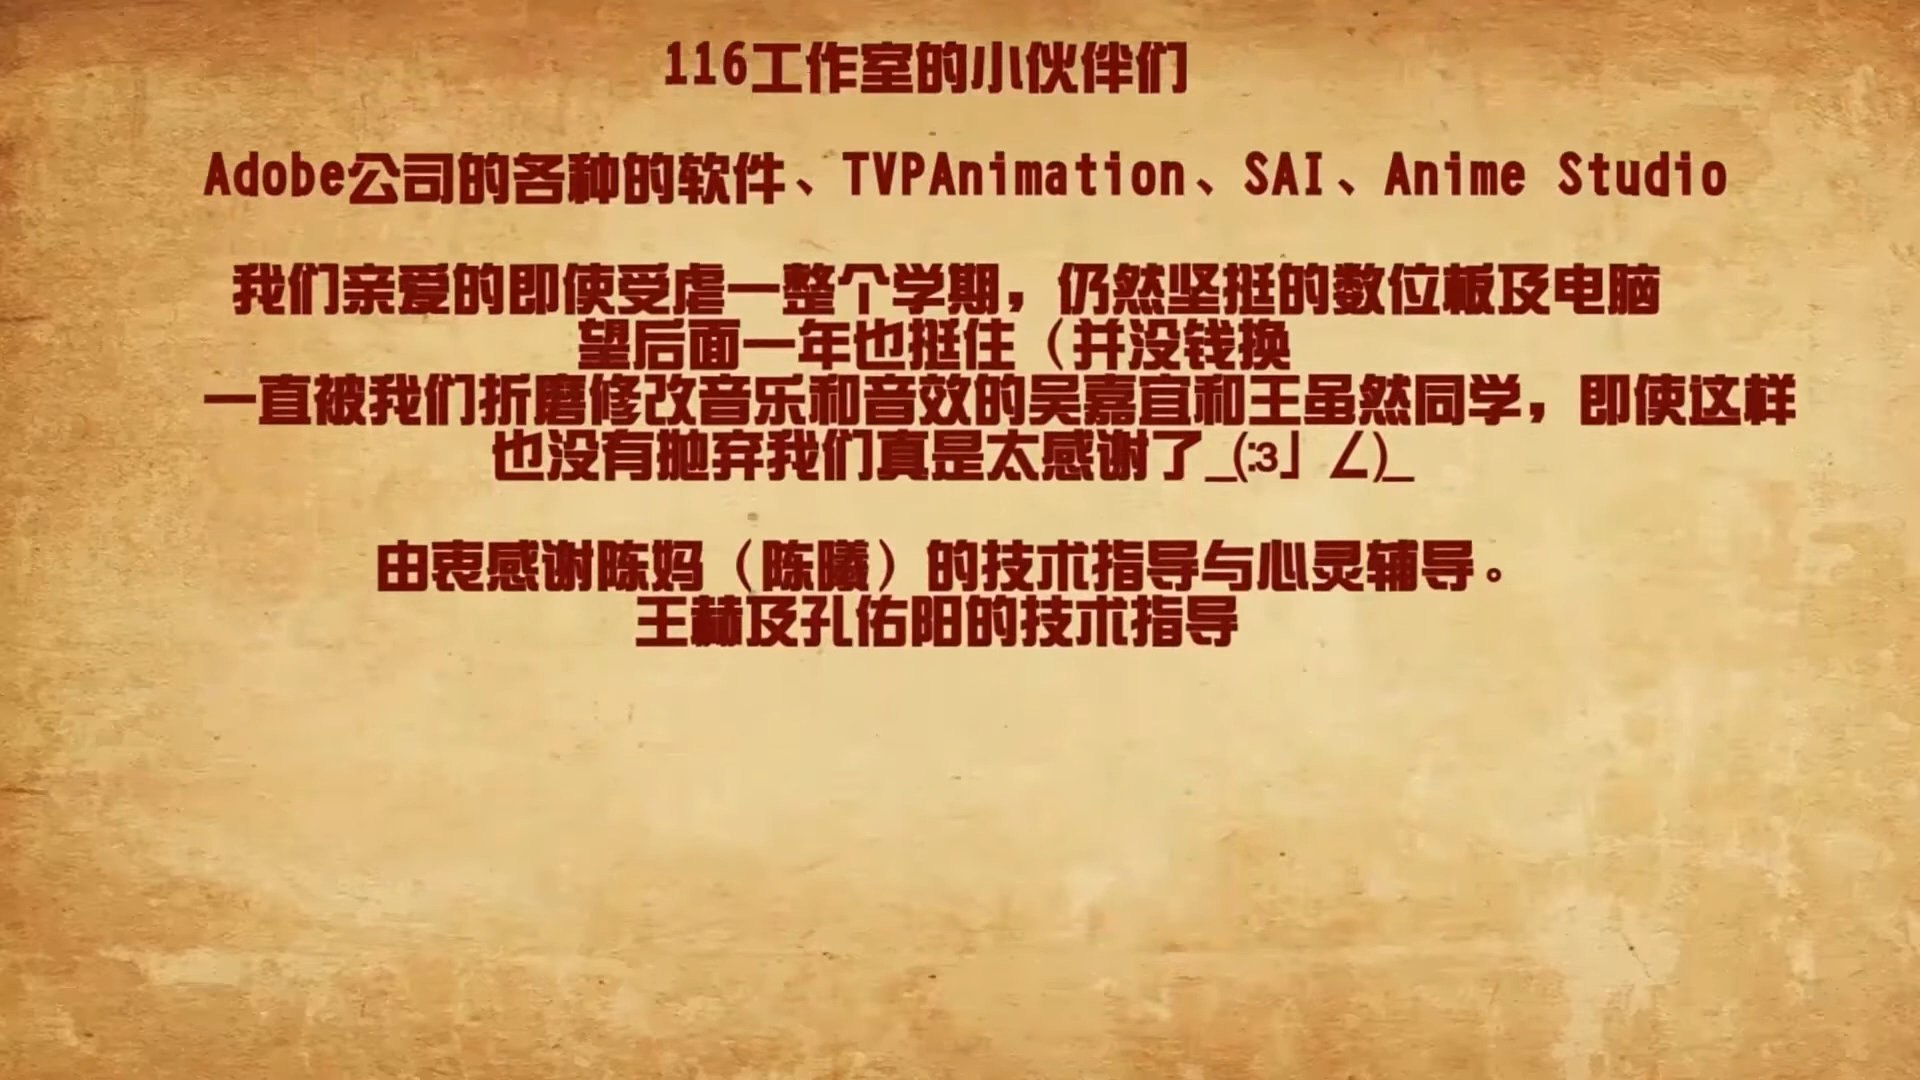 116工作室的小伙伴们
Adobe公司的各种的软件、TVPAnimation、SAI、Anime Studio
我们亲爱的即使受虐一整个学期，仍然坚挺的数位板及电脑
望后面一年也挺住（并没钱换
一直被我们折磨修改音乐和音效的吴嘉宜和王虽然同学，即使这样
也没有抛弃我们真是太感谢了_(:3」∠)_
由衷感谢陈妈（陈曦）的技术指导与心灵辅导。
王赫及孔佑阳的技术指导